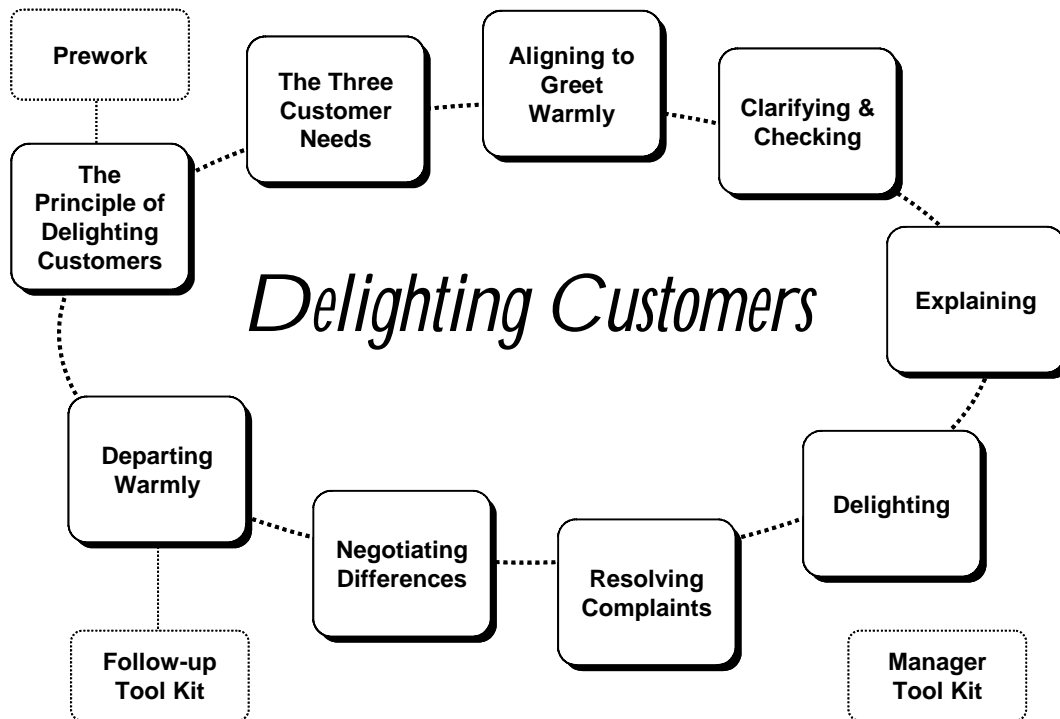 Prework
The
Principle of
Delighting
Customers
The Three
Customer
Needs
Aligning to
Greet
Warmly
Clarifying &
Checking
Explaining
Delighting Customers
Delighting
Resolving
Complaints
Negotiating
Differences
Departing
Warmly
Follow-up
Tool Kit
Manager
Tool Kit